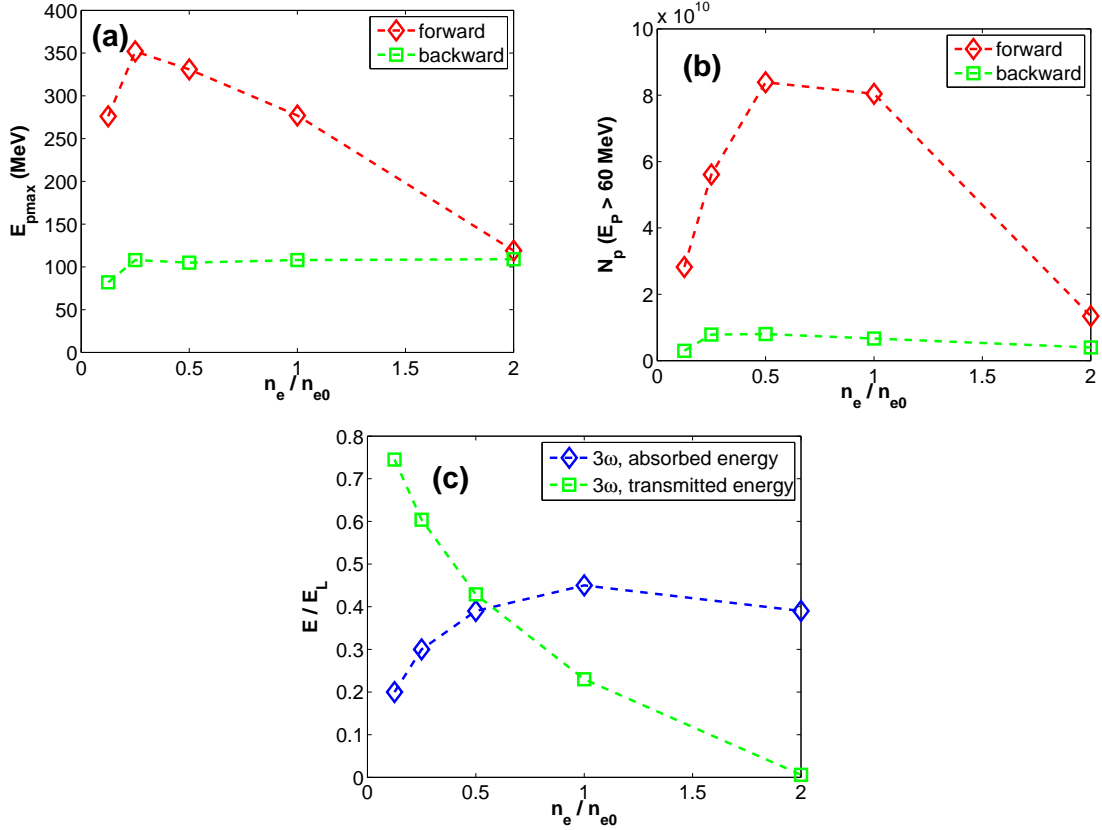 (a)
forward
backward
E_pmax (MeV)
400
350
300
250
200
150
100
50
0
0 0.5 1 1.5 2
n_e / n_e0
x 10^10
(b)
forward
backward
N_p (E_P > 60 MeV)
10
8
6
4
2
0
0 0.5 1 1.5 2
n_e / n_e0
(c)
3ω, absorbed energy
3ω, transmitted energy
E / E_L
0.8
0.7
0.6
0.5
0.4
0.3
0.2
0.1
0
0 0.5 1 1.5 2
n_e / n_e0